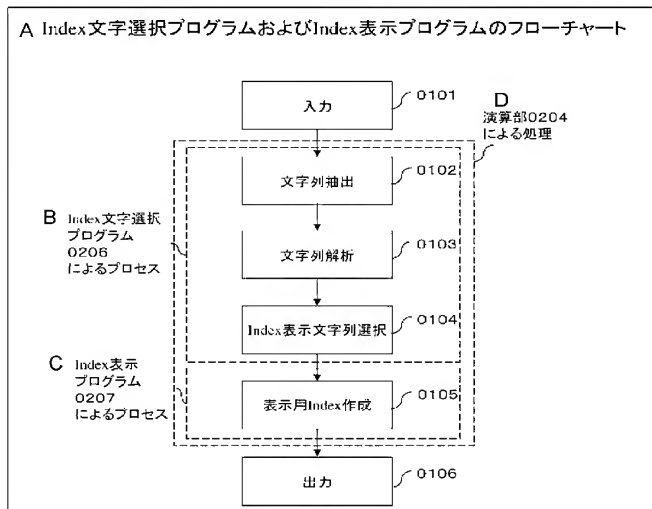 A Index文字選択プログラムおよびIndex表示プログラムのフローチャート
入力
0101
D
演算部0204
による処理
文字列抽出
0102
B
Index文字選択
プログラム
0206
によるプロセス
文字列解析
0103
Index表示文字列選択
0104
C
Index表示
プログラム
0207
によるプロセス
表示用Index作成
0105
出力
0106